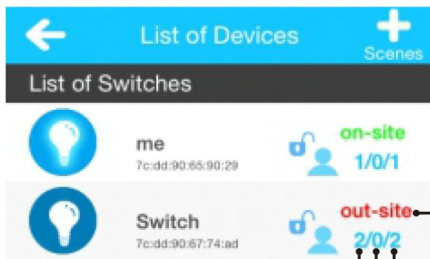 List of Devices
Scenes
List of Switches
me
on-site
7c:dd:90:65:90:29
1/0/1
Switch
out-site
7c:dd:90:67:74:ad
2/0/2